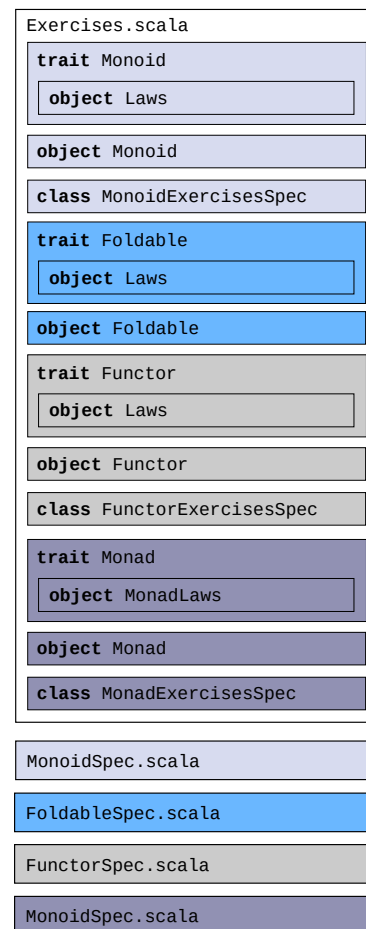 Exercises.scala
trait Monoid
object Laws
object Monoid
class MonoidExercisesSpec
trait Foldable
object Laws
object Foldable
trait Functor
object Laws
object Functor
class FunctorExercisesSpec
trait Monad
object MonadLaws
object Monad
class MonadExercisesSpec
MonoidSpec.scala
FoldableSpec.scala
FunctorSpec.scala
MonoidSpec.scala